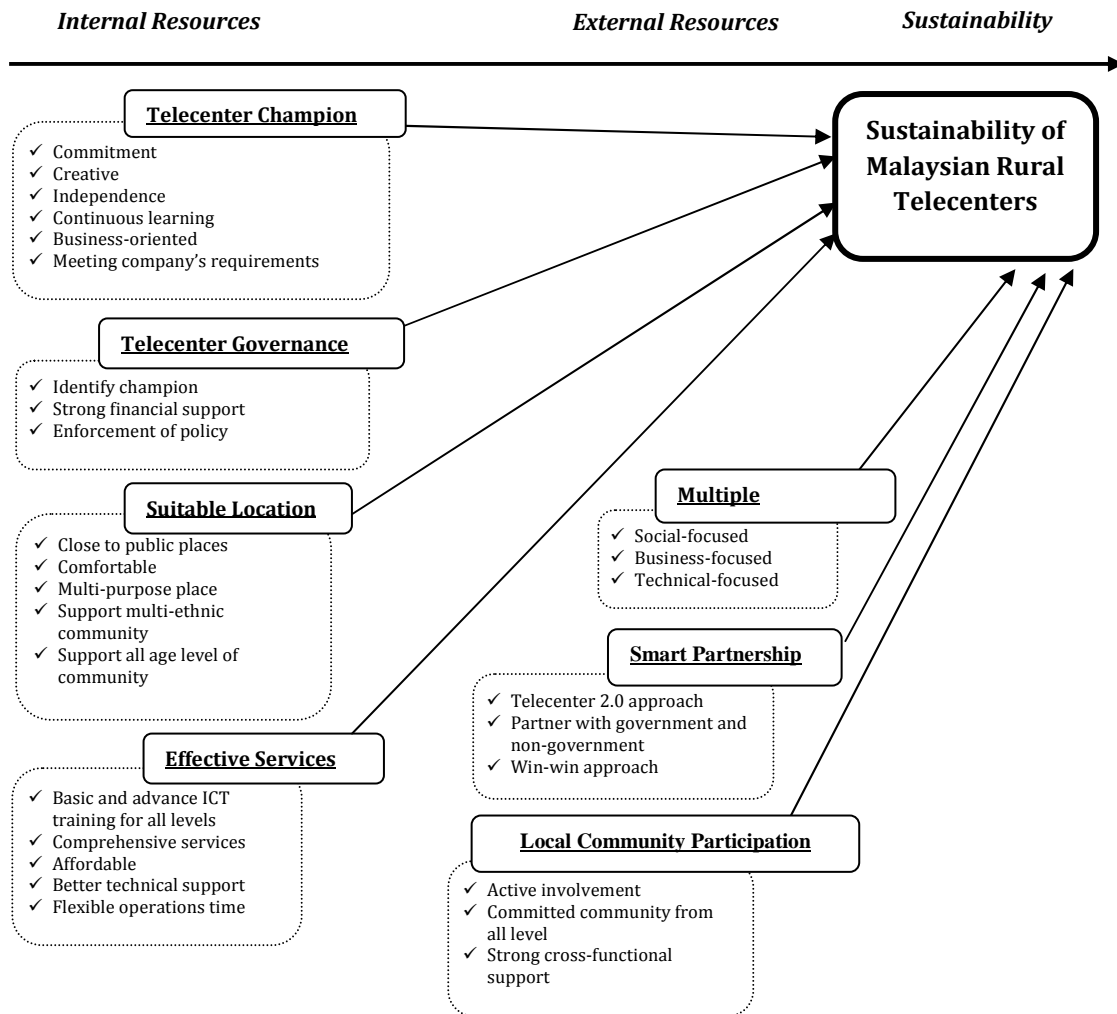 Internal Resources
External Resources
Sustainability
Telecenter Champion
✓ Commitment
✓ Creative
✓ Independence
✓ Continuous learning
✓ Business-oriented
✓ Meeting company's requirements
Telecenter Governance
✓ Identify champion
✓ Strong financial support
✓ Enforcement of policy
Suitable Location
✓ Close to public places
✓ Comfortable
✓ Multi-purpose place
✓ Support multi-ethnic
community
✓ Support all age level of
community
Effective Services
✓ Basic and advance ICT
training for all levels
✓ Comprehensive services
✓ Affordable
✓ Better technical support
✓ Flexible operations time
Multiple
✓ Social-focused
✓ Business-focused
✓ Technical-focused
Smart Partnership
✓ Telecenter 2.0 approach
✓ Partner with government and
non-government
✓ Win-win approach
Local Community Participation
✓ Active involvement
✓ Committed community from
all level
✓ Strong cross-functional
support
Sustainability of
Malaysian Rural
Telecenters